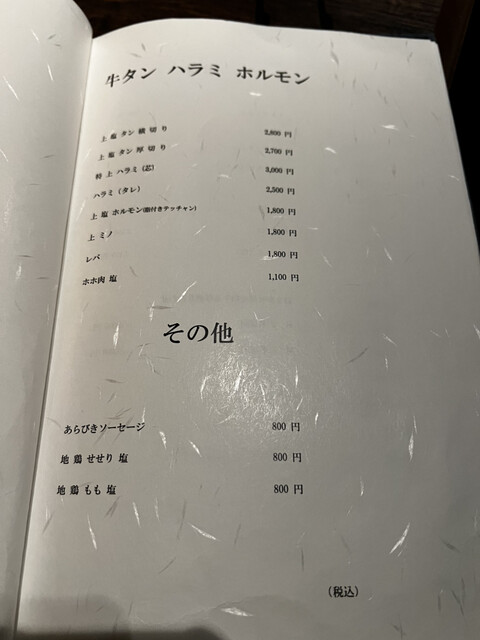 牛タン ハラミ ホルモン
上 塩 タン 横 切 り 2,800 円
上 塩 タン 厚 切 り 2,700 円
特 上 ハラミ (芯) 3,000 円
ハラミ (タレ) 2,500 円
上 塩 ホルモン(脂付きテッチャン) 1,800 円
上 ミノ 1,800 円
レバ 1,800 円
ホホ肉 塩 1,100 円
その他
あらびきソーセージ 800 円
地 鶏 せせり 塩 800 円
地 鶏 もも 塩 800 円
(税込)